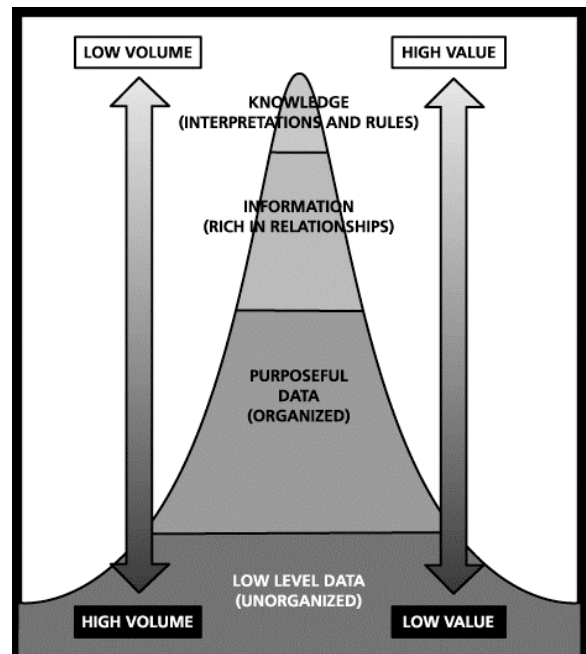 LOW VOLUME
HIGH VALUE
KNOWLEDGE
(INTERPRETATIONS AND RULES)
INFORMATION
(RICH IN RELATIONSHIPS)
PURPOSEFUL
DATA
(ORGANIZED)
LOW LEVEL DATA
(UNORGANIZED)
HIGH VOLUME
LOW VALUE